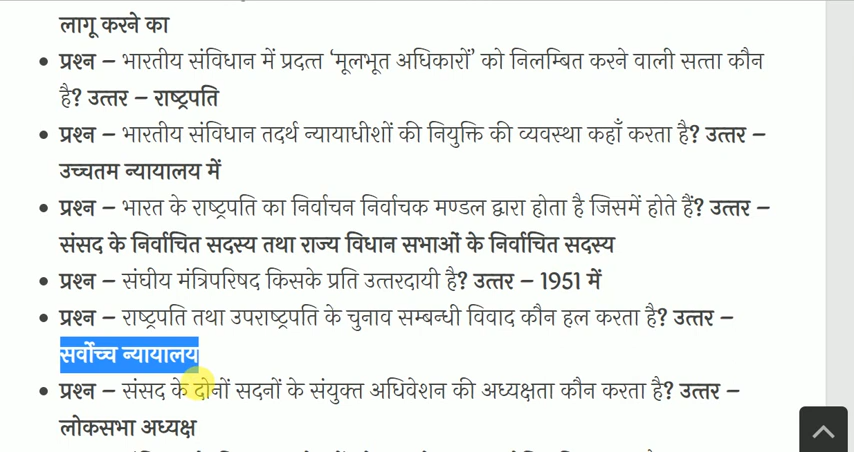 लागू करने का
प्रश्न – भारतीय संविधान में प्रदत्त ‘मूलभूत अधिकारों’ को निलम्बित करने वाली सत्ता कौन
है? उत्तर – राष्ट्रपति
प्रश्न – भारतीय संविधान तदर्थ न्यायाधीशों की नियुक्ति की व्यवस्था कहाँ करता है? उत्तर –
उच्चतम न्यायालय में
प्रश्न – भारत के राष्ट्रपति का निर्वाचन निर्वाचक मण्डल द्वारा होता है जिसमें होते हैं? उत्तर –
संसद के निर्वाचित सदस्य तथा राज्य विधान सभाओं के निर्वाचित सदस्य
प्रश्न – संघीय मंत्रिपरिषद किसके प्रति उत्तरदायी है? उत्तर – 1951 में
प्रश्न – राष्ट्रपति तथा उपराष्ट्रपति के चुनाव सम्बन्धी विवाद कौन हल करता है? उत्तर –
सर्वोच्च न्यायालय
प्रश्न – संसद के दोनों सदनों के संयुक्त अधिवेशन की अध्यक्षता कौन करता है? उत्तर –
लोकसभा अध्यक्ष